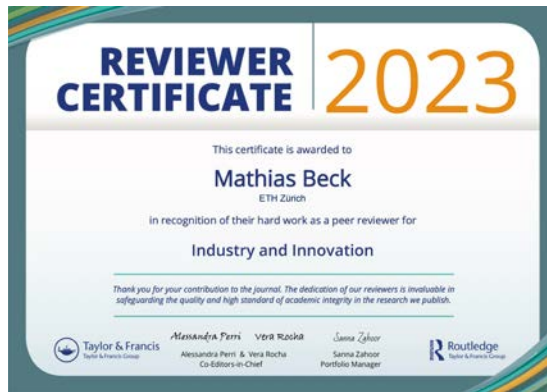 REVIEWER
CERTIFICATE
2023
This certificate is awarded to
Mathias Beck
ETH Zürich
in recognition of their hard work as a peer reviewer for
Industry and Innovation
Thank you for your contribution to the journal. The dedication of our reviewers is invaluable in
safeguarding the quality and high standard of academic integrity in the research we publish.
Taylor & Francis
Taylor & Francis Group
Alessandra Perri Vera Rocha
Alessandra Perri & Vera Rocha
Co-Editors-in-Chief
Sanna Zahoor
Sanna Zahoor
Portfolio Manager
Routledge
Taylor & Francis Group